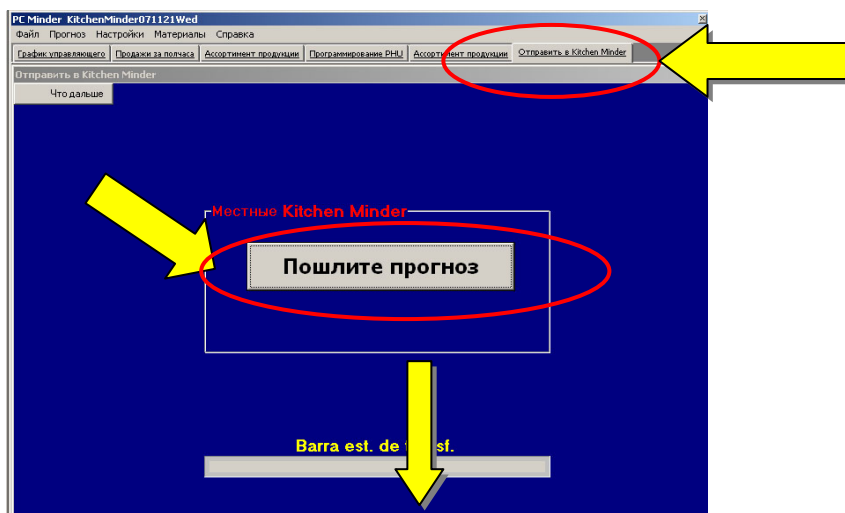 PC Minder KitchenMinder071121Wed
Файл Прогноз Настройки Материалы Справка
График управляющего Продажи за полчаса Ассортимент продукции Программирование PHU Ассортимент продукции Отправить в Kitchen Minder
Отправить в Kitchen Minder
Что дальше
Местные Kitchen Minder
Пошлите прогноз
Barra est. de sf.